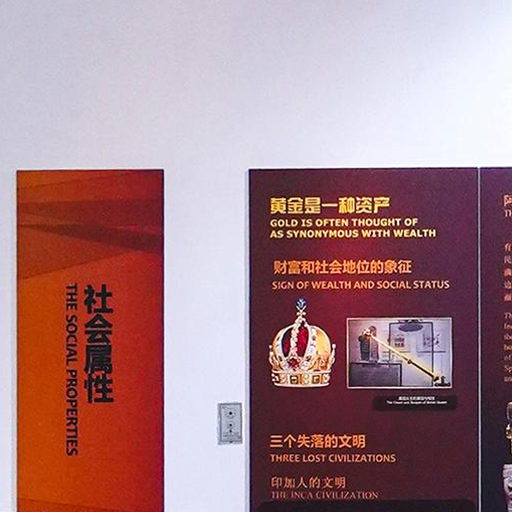 社会属性
THE SOCIAL PROPERTIES
黄金是一种资产
GOLD IS OFTEN THOUGHT OF
AS SYNONYMOUS WITH WEALTH
财富和社会地位的象征
SIGN OF WEALTH AND SOCIAL STATUS
三个失落的文明
THREE LOST CIVILIZATIONS
印加人的文明
THE INCA CIVILIZATION